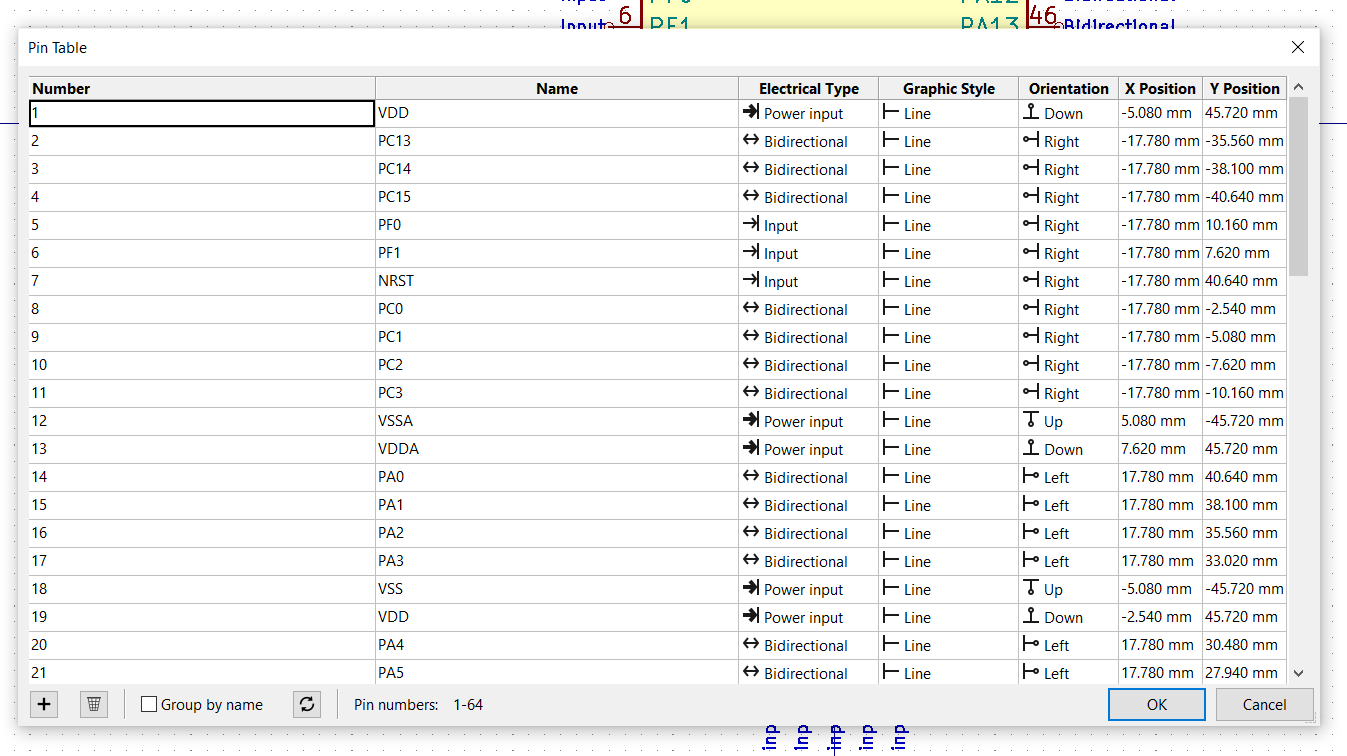 Input 6 PF1 PA13 46 Bidirectional
Pin Table
Number Name Electrical Type Graphic Style Orientation X Position Y Position
1 VDD Power input Line Down -5.080 mm 45.720 mm
2 PC13 Bidirectional Line Right -17.780 mm -35.560 mm
3 PC14 Bidirectional Line Right -17.780 mm -38.100 mm
4 PC15 Bidirectional Line Right -17.780 mm -40.640 mm
5 PF0 Input Line Right -17.780 mm 10.160 mm
6 PF1 Input Line Right -17.780 mm 7.620 mm
7 NRST Input Line Right -17.780 mm 40.640 mm
8 PC0 Bidirectional Line Right -17.780 mm -2.540 mm
9 PC1 Bidirectional Line Right -17.780 mm -5.080 mm
10 PC2 Bidirectional Line Right -17.780 mm -7.620 mm
11 PC3 Bidirectional Line Right -17.780 mm -10.160 mm
12 VSSA Power input Line Up 5.080 mm -45.720 mm
13 VDDA Power input Line Down 7.620 mm 45.720 mm
14 PA0 Bidirectional Line Left 17.780 mm 40.640 mm
15 PA1 Bidirectional Line Left 17.780 mm 38.100 mm
16 PA2 Bidirectional Line Left 17.780 mm 35.560 mm
17 PA3 Bidirectional Line Left 17.780 mm 33.020 mm
18 VSS Power input Line Up -5.080 mm -45.720 mm
19 VDD Power input Line Down -2.540 mm 45.720 mm
20 PA4 Bidirectional Line Left 17.780 mm 30.480 mm
21 PA5 Bidirectional Line Left 17.780 mm 27.940 mm
Group by name Pin numbers: 1-64 OK Cancel
inp inp inp inp inp